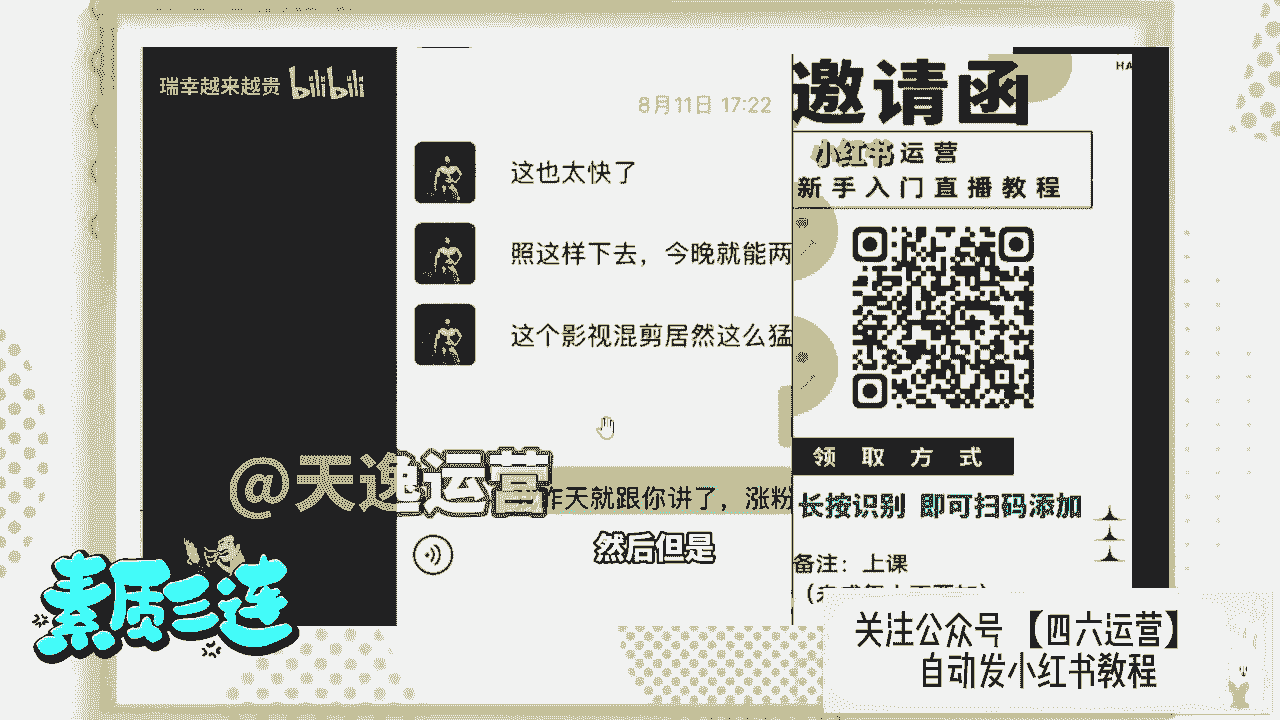 瑞幸越来越贵 bilibili
8月11日 17:22
这也太快了
照这样下去，今晚就能两
这个影视混剪居然这么猛
昨天就跟你讲了，涨粉
@天逸运营
然后但是
素质三连
HA
邀请函
小红书运营
新手入门直播教程
领取方式
长按识别 即可扫码添加
备注：上课
关注公众号【四六运营】
自动发小红书教程